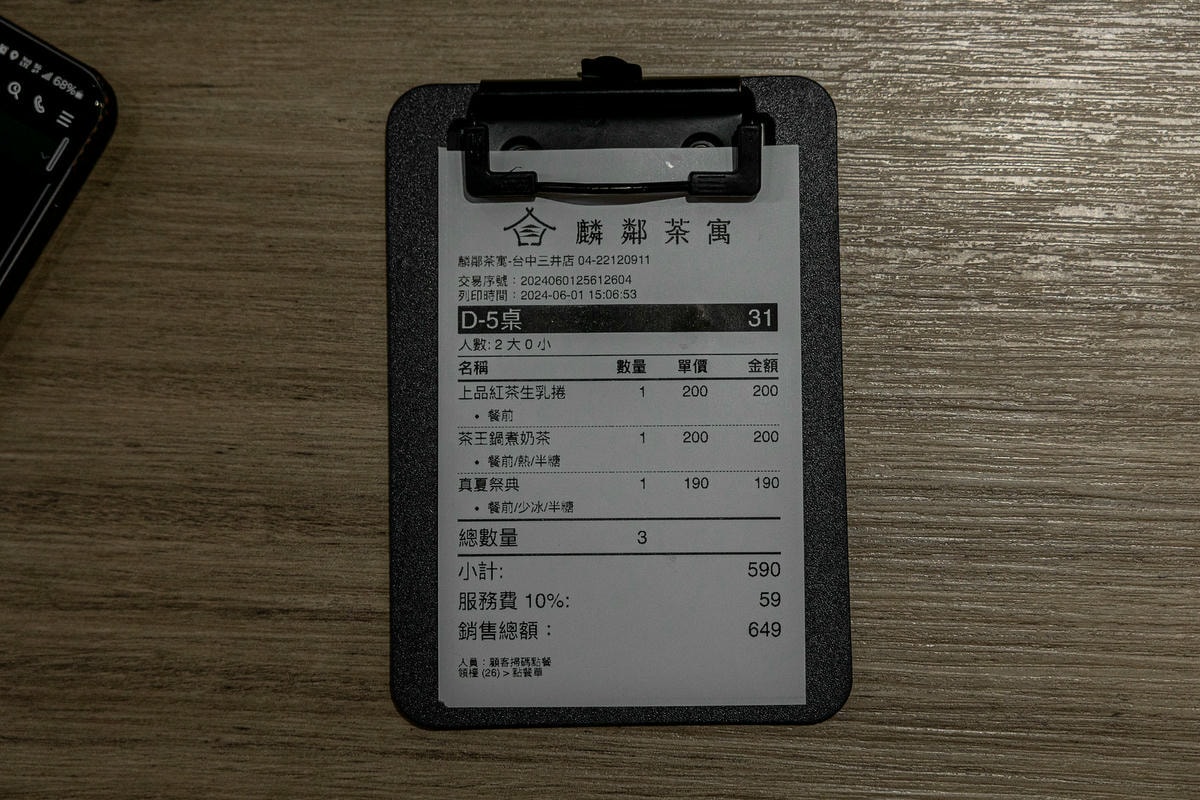 68%
麟鄰茶寓
麟鄰茶寓-台中三井店 04-22120911
交易序號：2024060125612604
列印時間：2024-06-01 15:06:53
D-5桌 31
人數: 2 大 0 小
名稱 數量 單價 金額
上品紅茶生乳捲 1 200 200
• 餐前
茶王鍋煮奶茶 1 200 200
• 餐前/熱/半糖
真夏祭典 1 190 190
• 餐前/少冰/半糖
總數量 3
小計: 590
服務費 10%: 59
銷售總額： 649
人員：顧客掃碼點餐
領檯 (26) > 點餐單